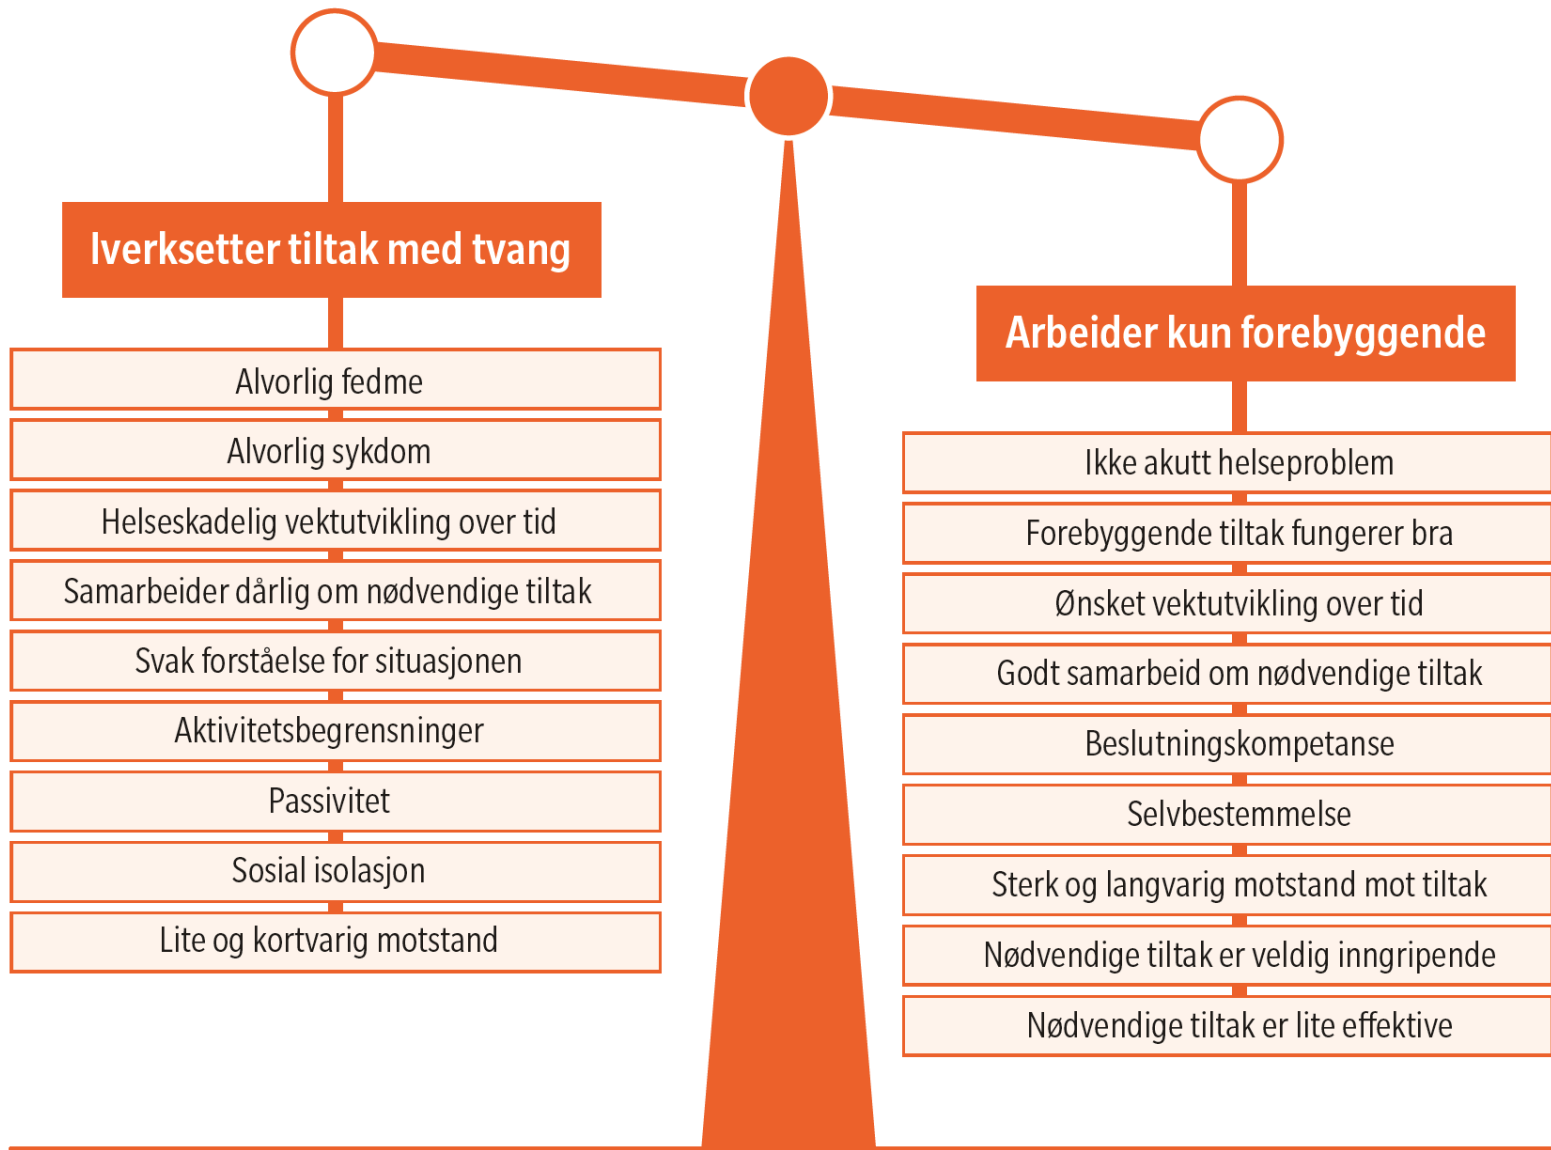 Iverksetter tiltak med tvang
Alvorlig fedme
Alvorlig sykdom
Helseskadelig vektutvikling over tid
Samarbeider dårlig om nødvendige tiltak
Svak forståelse for situasjonen
Aktivitetsbegrensninger
Passivitet
Sosial isolasjon
Lite og kortvarig motstand
Arbeider kun forebyggende
Ikke akutt helseproblem
Forebyggende tiltak fungerer bra
Ønsket vektutvikling over tid
Godt samarbeid om nødvendige tiltak
Beslutningskompetanse
Selvbestemmelse
Sterk og langvarig motstand mot tiltak
Nødvendige tiltak er veldig inngripende
Nødvendige tiltak er lite effektive